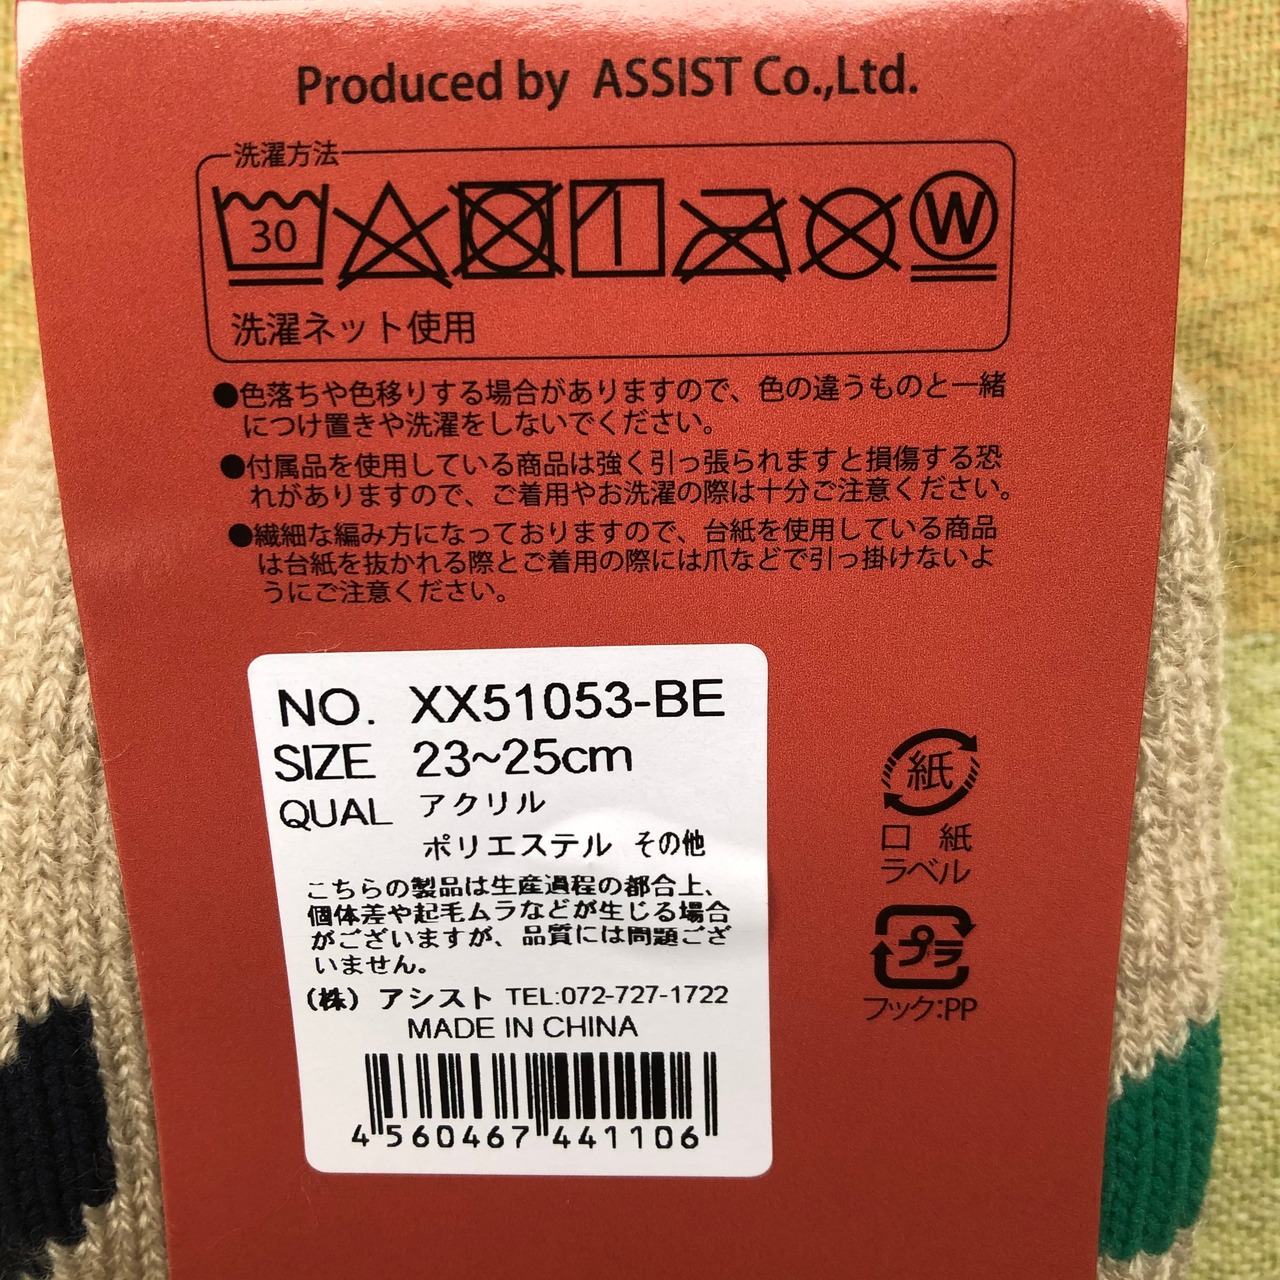 Produced by ASSIST Co.,Ltd.
洗濯方法
30
W
洗濯ネット使用
●色落ちや色移りする場合がありますので、色の違うものと一緒
につけ置きや洗濯をしないでください。
●付属品を使用している商品は強く引っ張られますと損傷する恐
れがありますので、ご着用やお洗濯の際は十分ご注意ください。
●繊細な編み方になっておりますので、台紙を使用している商品
は台紙を抜かれる際とご着用の際には爪などで引っ掛けないよ
うにご注意ください。
NO. XX51053-BE
SIZE 23~25cm
QUAL アクリル
ポリエステル その他
こちらの製品は生産過程の都合上、
個体差や起毛ムラなどが生じる場合
がございますが、品質には問題ござ
いません。
(株) アシスト TEL:072-727-1722
MADE IN CHINA
4 560467 441106
紙
口 紙
ラベル
プラ
フック:PP